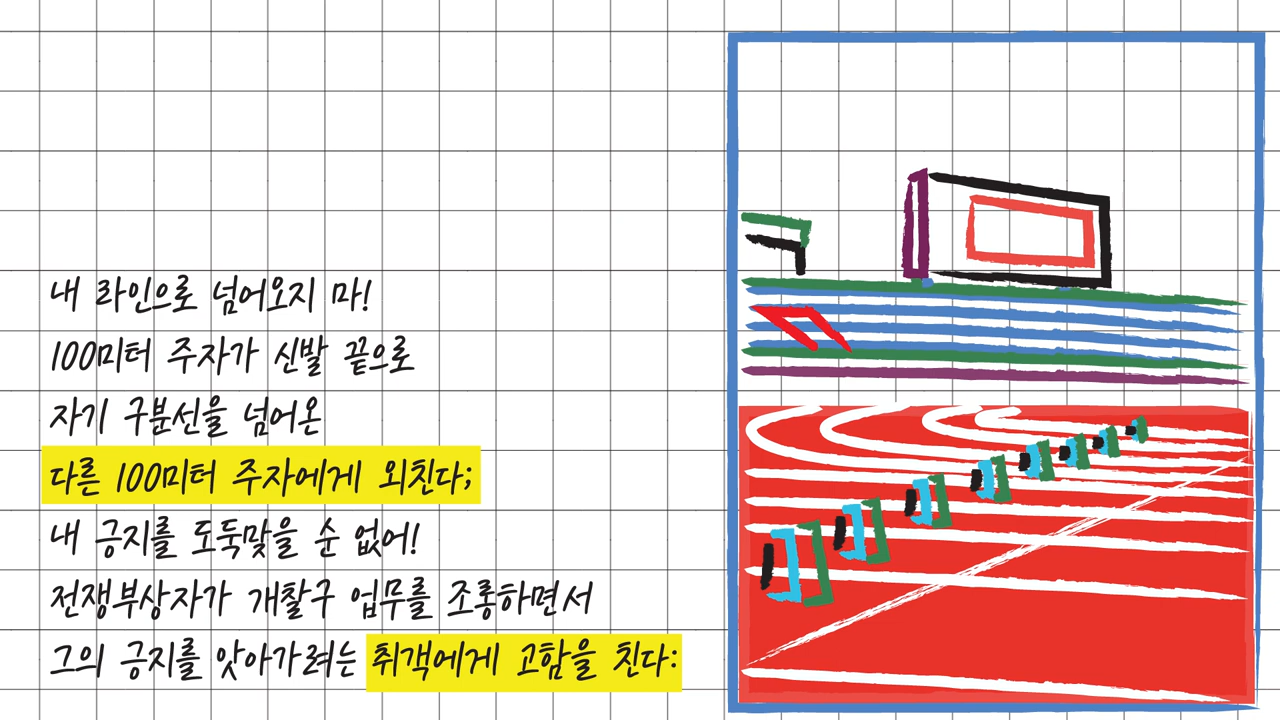 내 라인으로 넘어오지 마!
100미터 주자가 신발 끝으로
자기 구분선을 넘어온
다른 100미터 주자에게 외친다;
내 긍지를 도둑맞을 순 없어!
전쟁부상자가 개찰구 업무를 조롱하면서
그의 긍지를 앗아가려는 취객에게 고함을 친다: